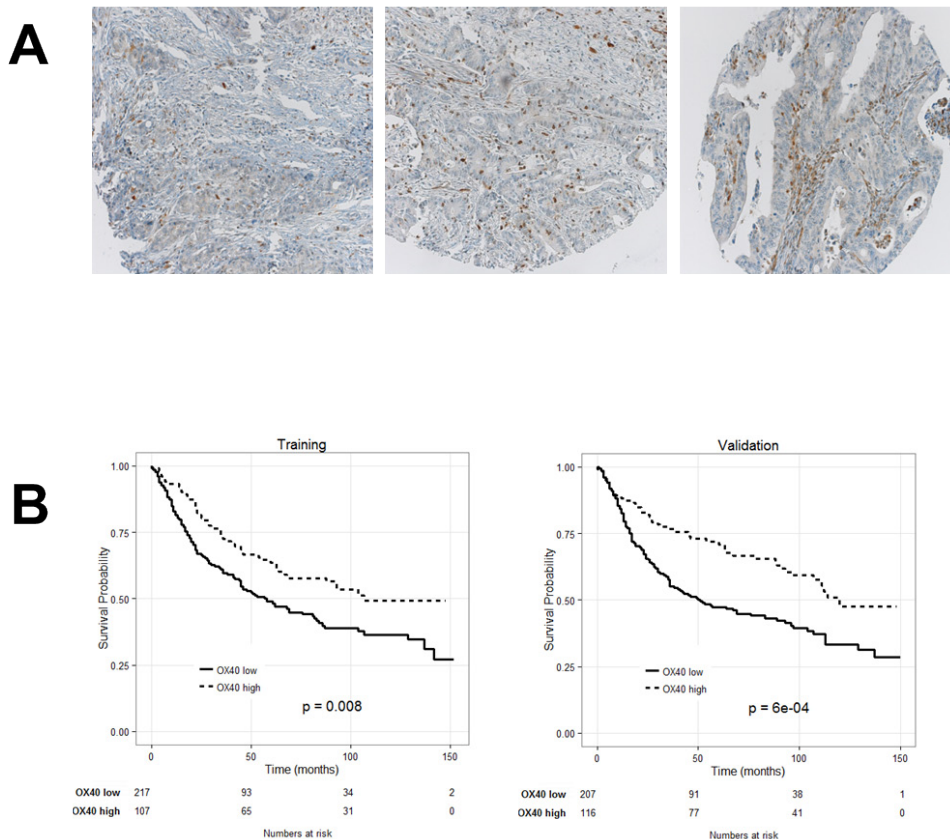 A
B
Training
Survival Probability
1.00
0.75
0.50
0.25
0.00
OX40 low
OX40 high
p = 0.008
0 50 100 150
Time (months)
OX40 low 217 93 34 2
OX40 high 107 65 31 0
Numbers at risk
Validation
Survival Probability
1.00
0.75
0.50
0.25
0.00
OX40 low
OX40 high
p = 6e-04
0 50 100 150
Time (months)
OX40 low 207 91 38 1
OX40 high 116 77 41 0
Numbers at risk